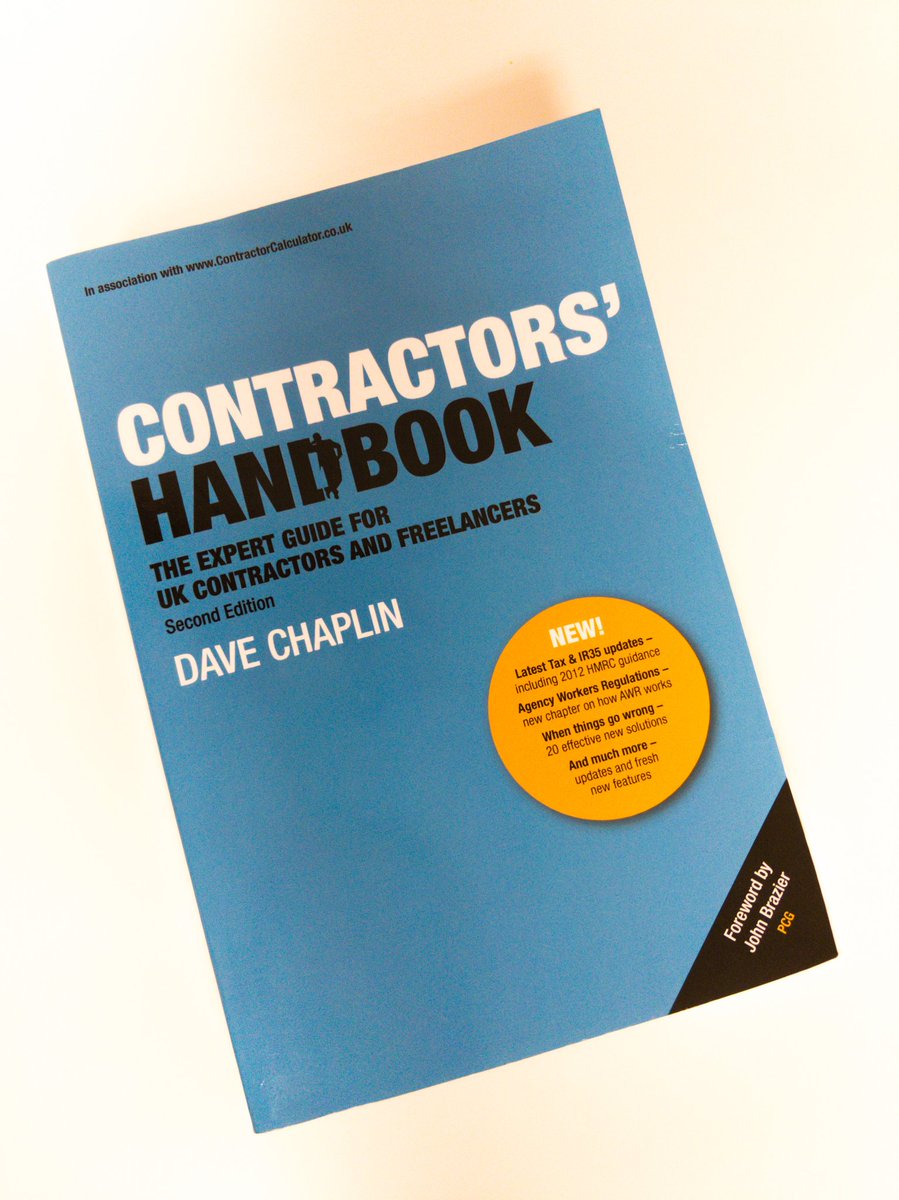 In association with www.ContractorCalculator.co.uk
CONTRACTORS’
HANDBOOK
THE EXPERT GUIDE FOR
UK CONTRACTORS AND FREELANCERS
Second Edition
DAVE CHAPLIN
NEW!
Latest Tax & IR35 updates –
including 2012 HMRC guidance
Agency Workers Regulations –
new chapter on how AWR works
When things go wrong –
20 effective new solutions
And much more –
updates and fresh
new features
Foreword by
John Brazier
PCG